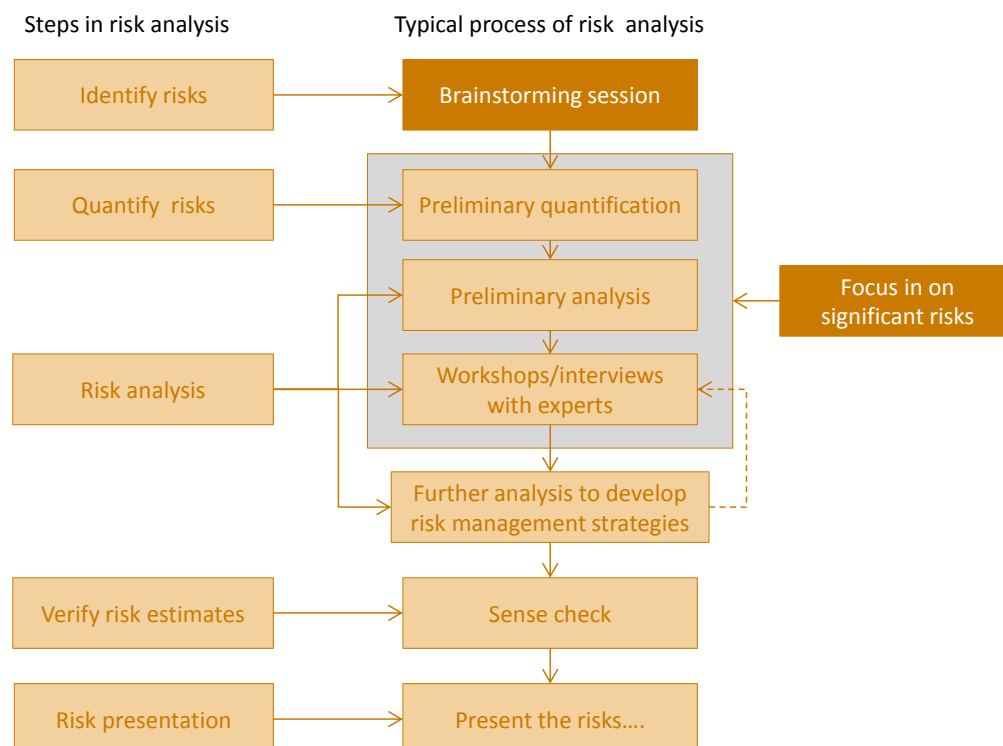 Steps in risk analysis
Typical process of risk analysis
Identify risks
Brainstorming session
Quantify risks
Preliminary quantification
Preliminary analysis
Focus in on
significant risks
Risk analysis
Workshops/interviews
with experts
Further analysis to develop
risk management strategies
Verify risk estimates
Sense check
Risk presentation
Present the risks....